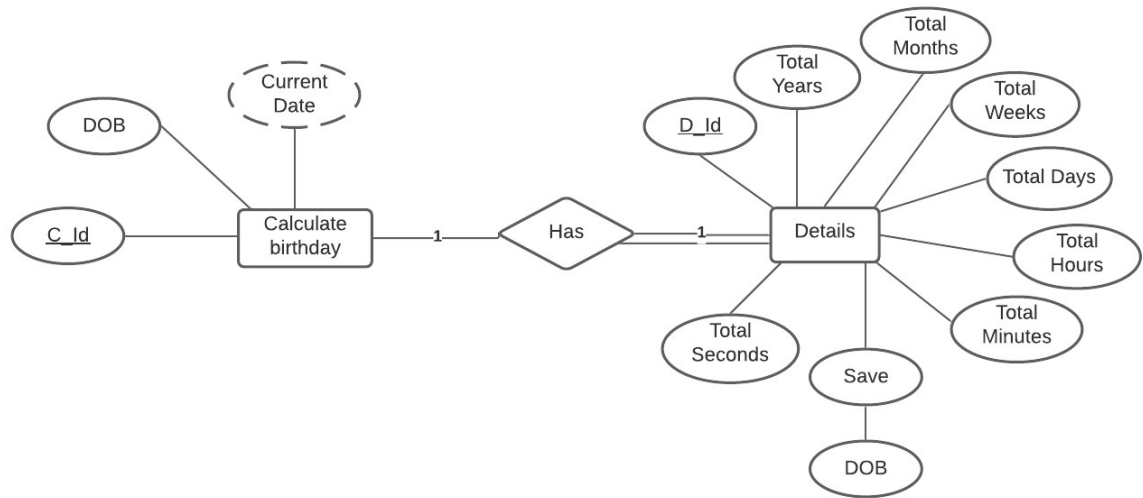 Total
Months
Current
Date
Total
Years
Total
Weeks
DOB
D_Id
Total Days
C_Id
Calculate
birthday
1
Has
1
Details
Total
Hours
Total
Seconds
Total
Minutes
Save
DOB